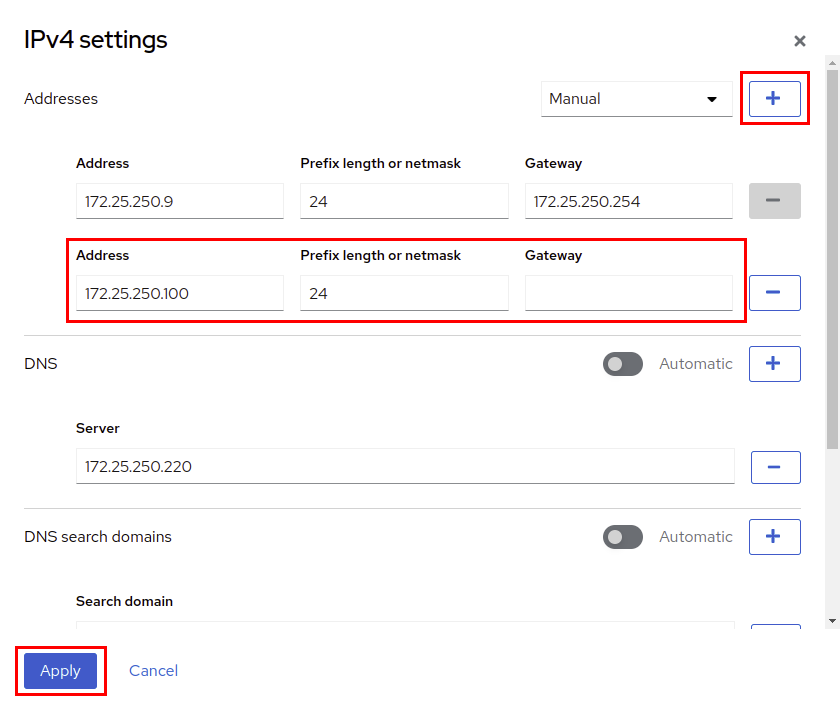 IPv4 settings
Addresses
Manual
Address Prefix length or netmask Gateway
172.25.250.9 24 172.25.250.254
Address Prefix length or netmask Gateway
172.25.250.100 24
DNS Automatic
Server
172.25.250.220
DNS search domains Automatic
Search domain
Apply Cancel